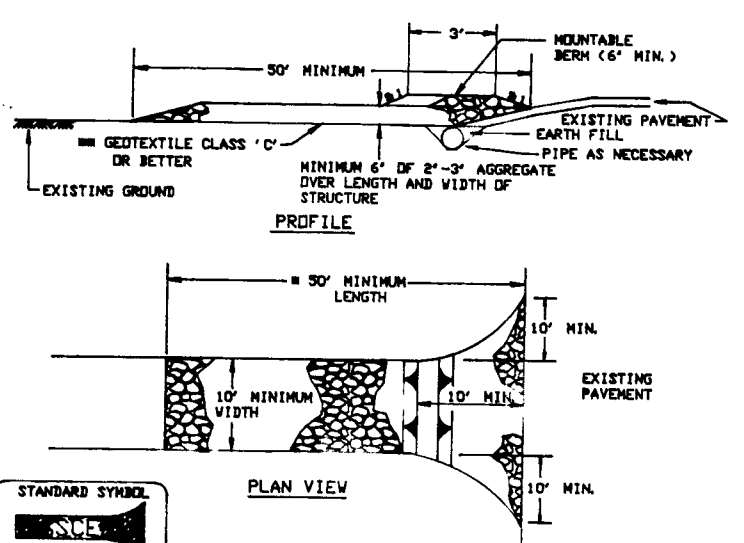 3'
MOUNTABLE
BERM (6' MIN.)
50' MINIMUM
EXISTING PAVEMENT
** GEOTEXTILE CLASS 'C'
OR BETTER
EARTH FILL
PIPE AS NECESSARY
MINIMUM 6' OF 2'-3' AGGREGATE
OVER LENGTH AND WIDTH OF
STRUCTURE
EXISTING GROUND
PROFILE
* 50' MINIMUM
LENGTH
10' MIN.
10' MINIMUM
WIDTH
10' MIN.
EXISTING
PAVEMENT
10' MIN.
PLAN VIEW
STANDARD SYMBOL
SCE